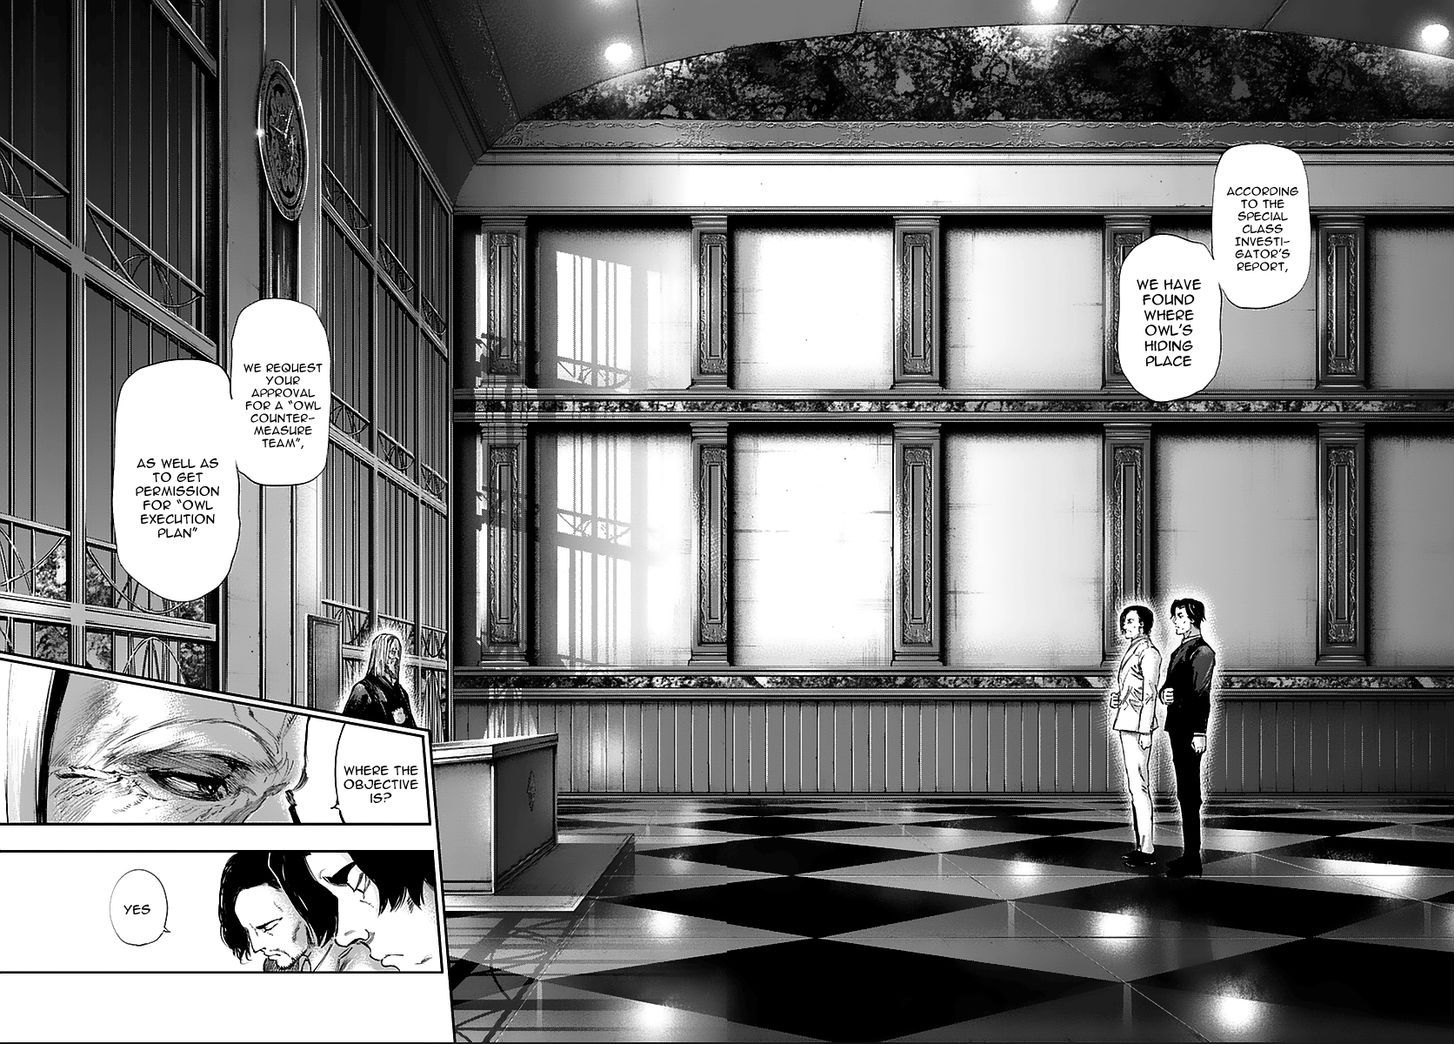 ACCORDING
TO THE
SPECIAL
CLASS
INVESTI-
GATOR'S
REPORT,
WE HAVE
FOUND
WHERE
OWL'S
HIDING
PLACE
WE REQUEST
YOUR
APPROVAL
FOR A "OWL
COUNTER-
MEASURE
TEAM",
AS WELL AS
TO GET
PERMISSION
FOR "OWL
EXECUTION
PLAN"
WHERE THE
OBJECTIVE
IS?
YES